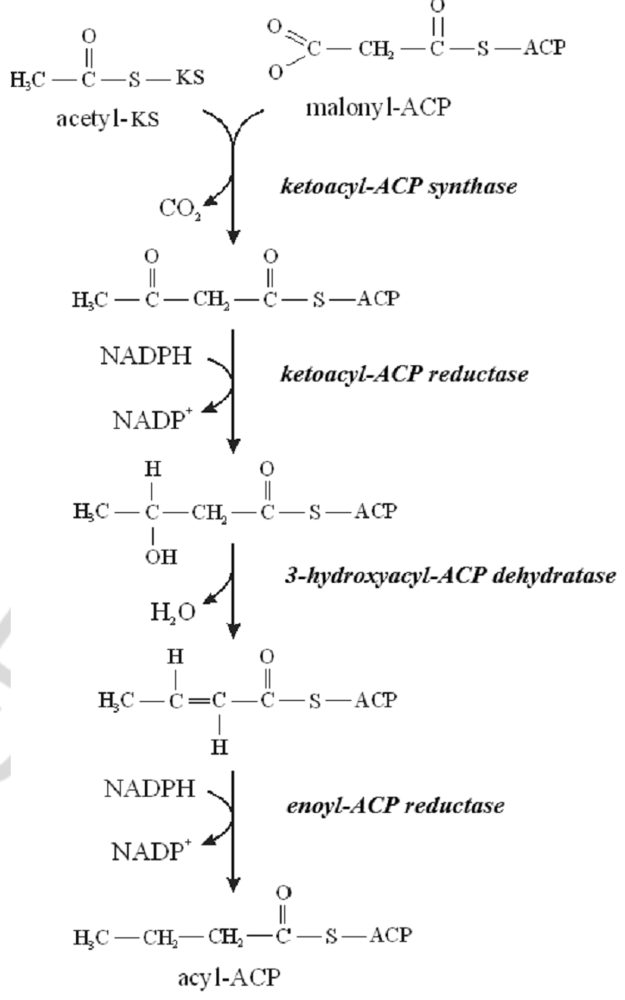 O O
H₃C — C — S — KS O C — CH₂ — C — S — ACP
O
acetyl-KS malonyl-ACP
ketoacyl-ACP synthase
CO₂
O O
H₃C — C — CH₂ — C — S — ACP
NADPH
ketoacyl-ACP reductase
NADP⁺
H O
H₃C — C — CH₂ — C — S — ACP
OH
3-hydroxyacyl-ACP dehydratase
H₂O
H O
H₃C — C = C — C — S — ACP
H
NADPH
enoyl-ACP reductase
NADP⁺
O
H₃C — CH₂ — CH₂ — C — S — ACP
acyl-ACP